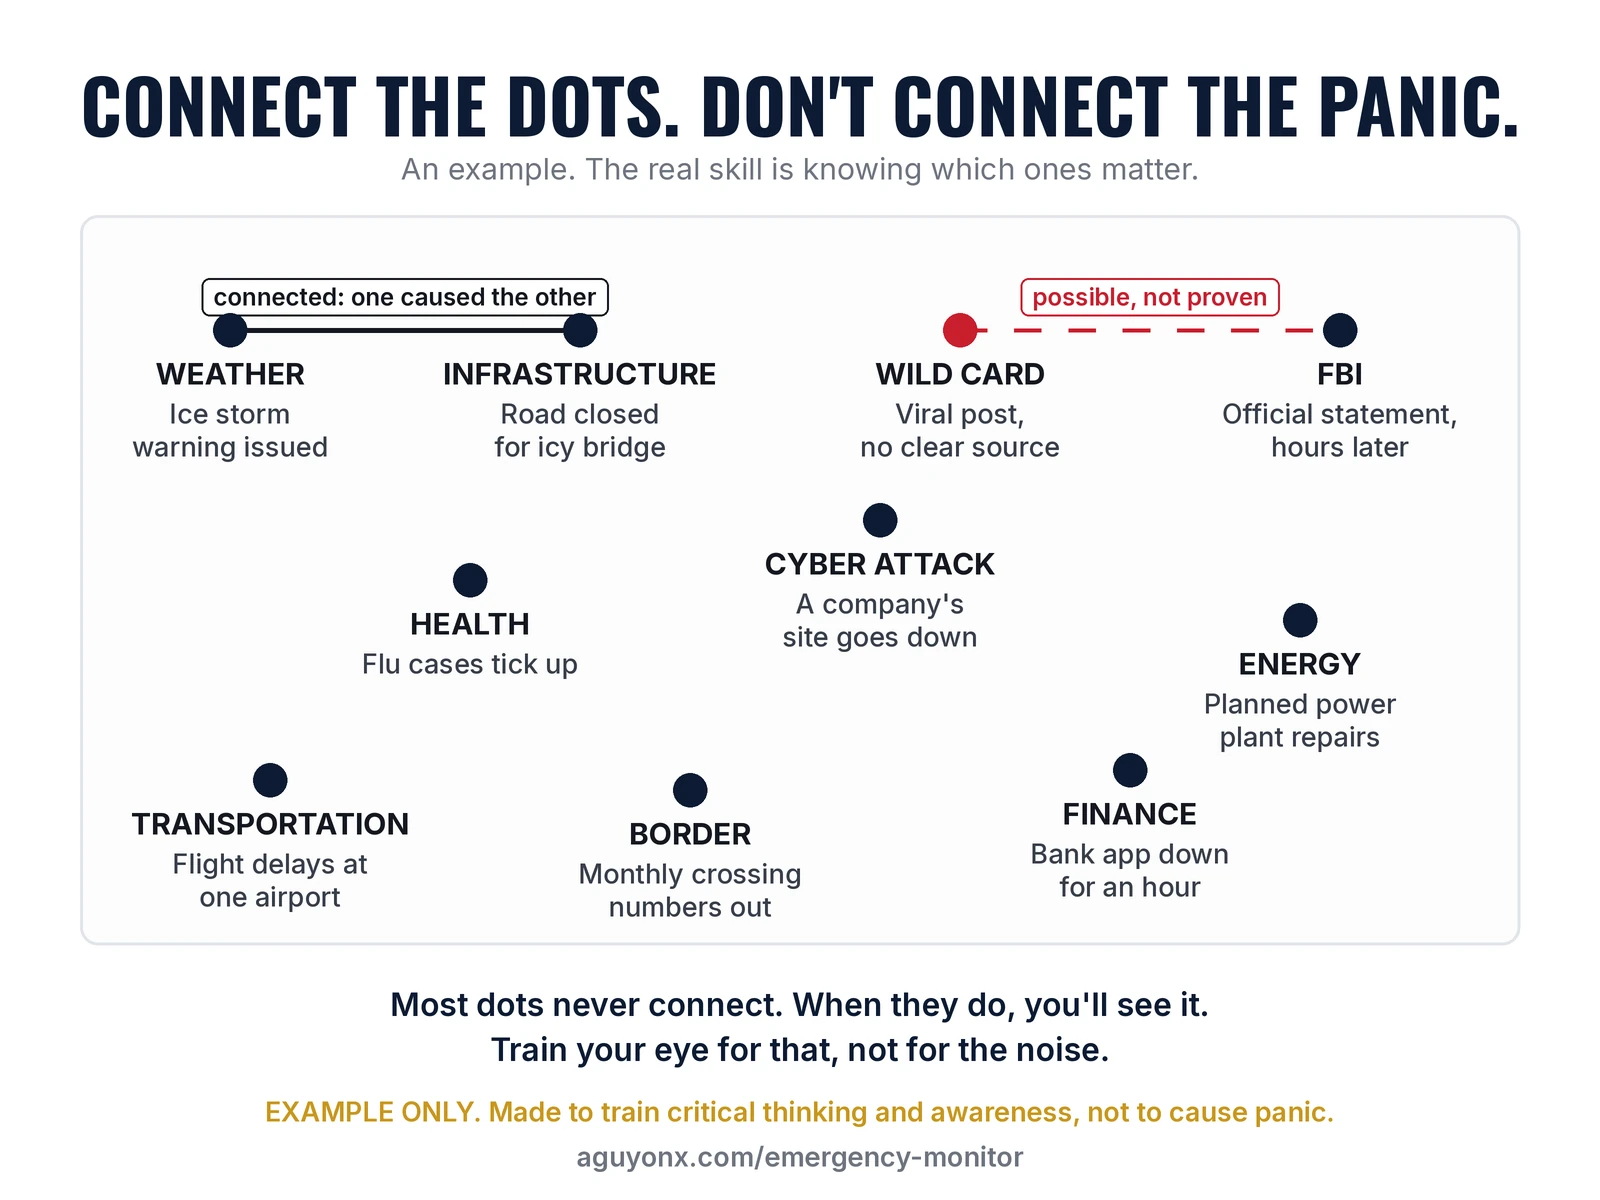 CONNECT THE DOTS. DON'T CONNECT THE PANIC.
An example. The real skill is knowing which ones matter.
connected: one caused the other
possible, not proven
WEATHER
Ice storm
warning issued
INFRASTRUCTURE
Road closed
for icy bridge
WILD CARD
Viral post,
no clear source
FBI
Official statement,
hours later
CYBER ATTACK
A company's
site goes down
HEALTH
Flu cases tick up
ENERGY
Planned power
plant repairs
TRANSPORTATION
Flight delays at
one airport
BORDER
Monthly crossing
numbers out
FINANCE
Bank app down
for an hour
Most dots never connect. When they do, you'll see it.
Train your eye for that, not for the noise.
EXAMPLE ONLY. Made to train critical thinking and awareness, not to cause panic.
aguyonx.com/emergency-monitor